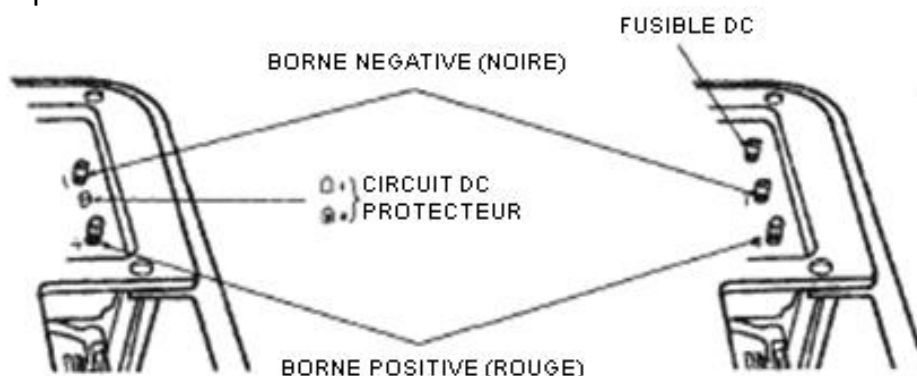 FUSIBLE DC
BORNE NEGATIVE (NOIRE)
CIRCUIT DC
PROTECTEUR
BORNE POSITIVE (ROUGE)